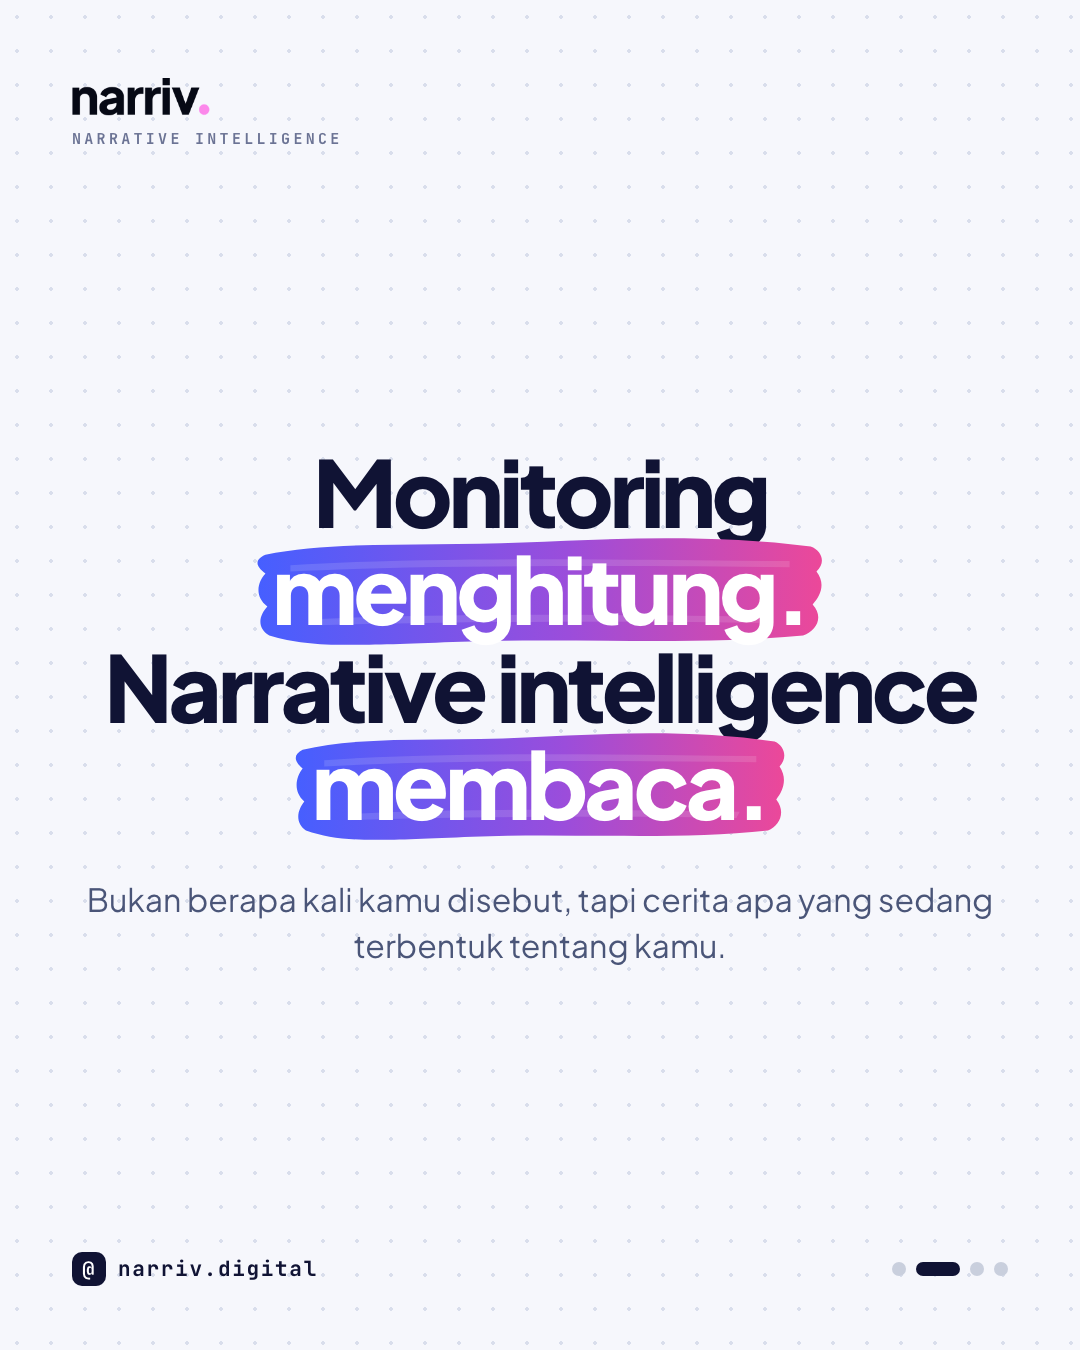 narriv.
NARRATIVE INTELLIGENCE
Monitoring
menghitung.
Narrative intelligence
membaca.
Bukan berapa kali kamu disebut, tapi cerita apa yang sedang
terbentuk tentang kamu.
@ narriv.digital